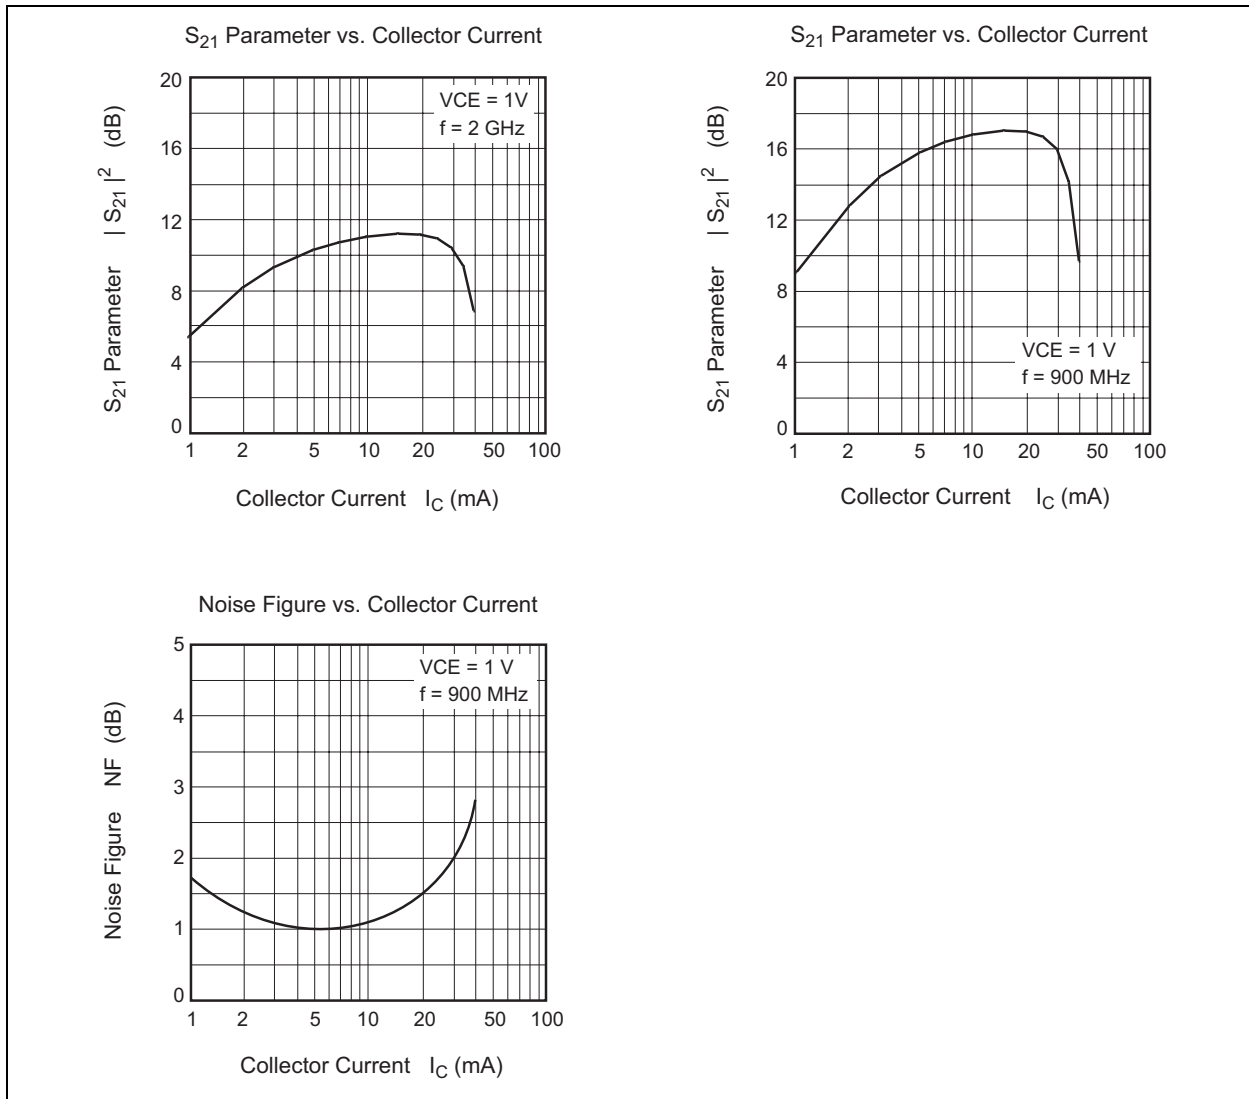 S21 Parameter vs. Collector Current
20
16
12
8
4
0
S21 Parameter |S21|2 (dB)
VCE = 1V
f = 2 GHz
1 2 5 10 20 50 100
Collector Current IC (mA)
S21 Parameter vs. Collector Current
20
16
12
8
4
0
S21 Parameter |S21|2 (dB)
VCE = 1 V
f = 900 MHz
1 2 5 10 20 50 100
Collector Current IC (mA)
Noise Figure vs. Collector Current
5
4
3
2
1
0
Noise Figure NF (dB)
VCE = 1 V
f = 900 MHz
1 2 5 10 20 50 100
Collector Current IC (mA)